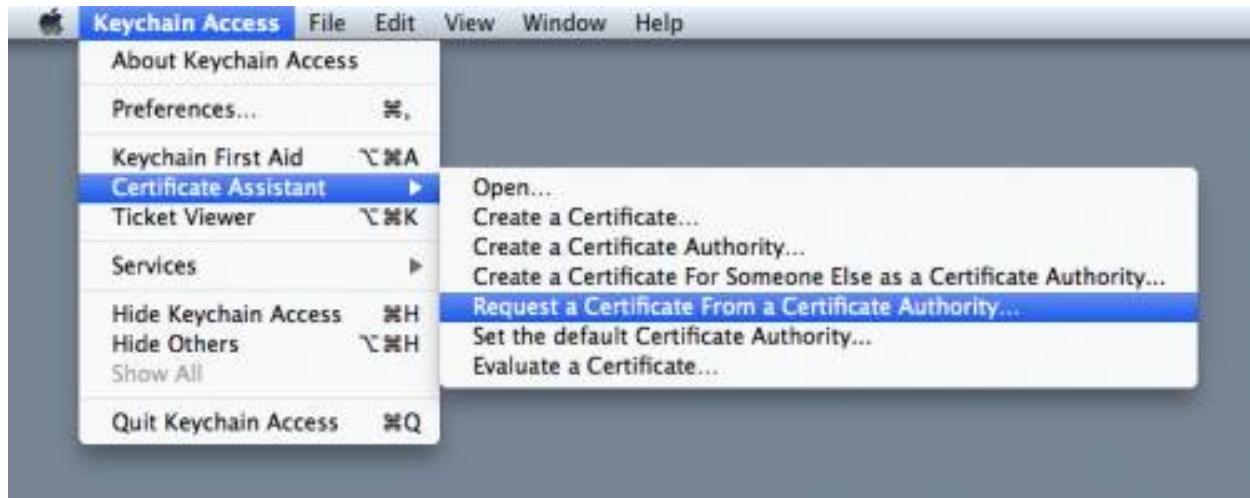 Keychain Access File Edit View Window Help
About Keychain Access
Preferences... ⌘,
Keychain First Aid ⌥⌘A
Certificate Assistant ▶
Ticket Viewer ⌥⌘K
Services ▶
Hide Keychain Access ⌘H
Hide Others ⌥⌘H
Show All
Quit Keychain Access ⌘Q
Open...
Create a Certificate...
Create a Certificate Authority...
Create a Certificate For Someone Else as a Certificate Authority...
Request a Certificate From a Certificate Authority...
Set the default Certificate Authority...
Evaluate a Certificate...